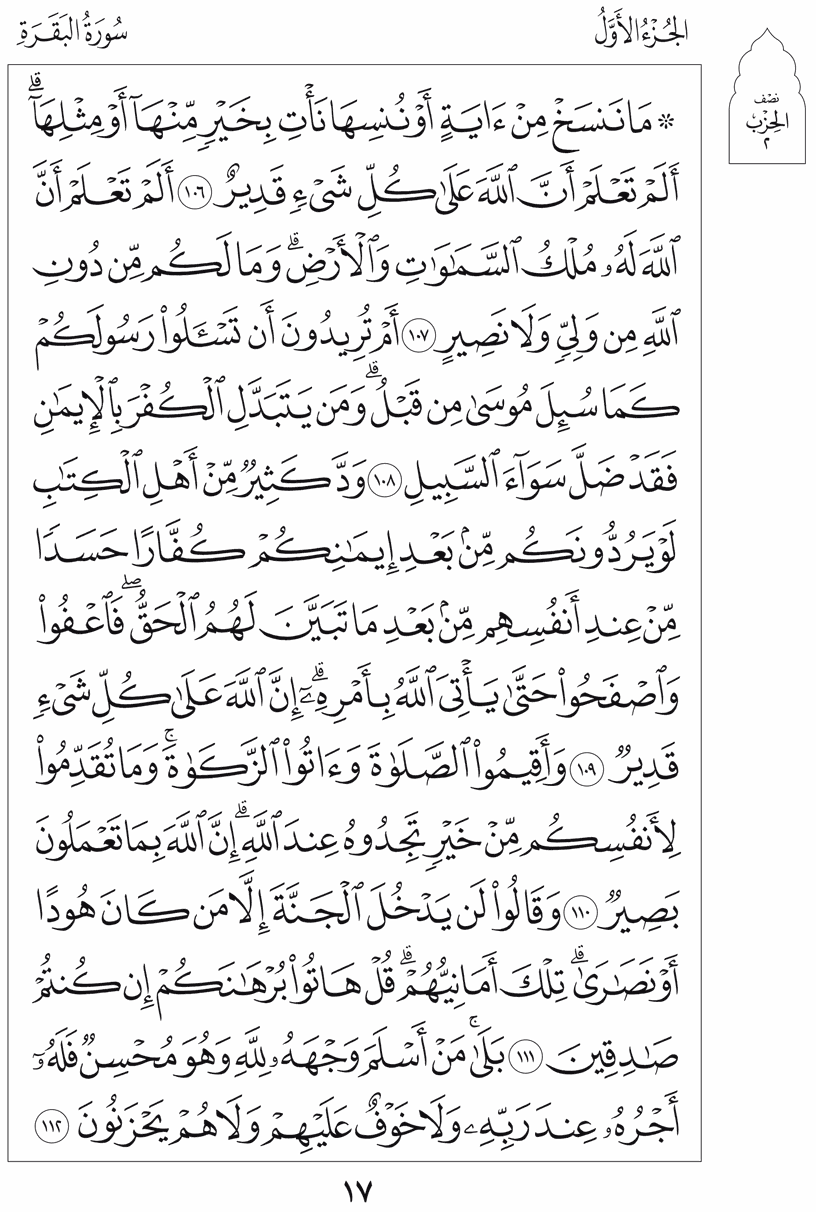 الجُزْءُ الأَوَّلُ
سُورَةُ البَقَرَةِ
نصْف
الحِزْبُ
٢
۞ مَا نَنسَخْ مِنْ ءَايَةٍ أَوْ نُنسِهَا نَأْتِ بِخَيْرٍ مِّنْهَآ أَوْ مِثْلِهَآۗ
أَلَمْ تَعْلَمْ أَنَّ ٱللَّهَ عَلَىٰ كُلِّ شَىْءٍ قَدِيرٌ ١٠٦ أَلَمْ تَعْلَمْ أَنَّ
ٱللَّهَ لَهُۥ مُلْكُ ٱلسَّمَٰوَٰتِ وَٱلْأَرْضِۗ وَمَا لَكُم مِّن دُونِ
ٱللَّهِ مِن وَلِىٍّ وَلَا نَصِيرٍ ١٠٧ أَمْ تُرِيدُونَ أَن تَسْـَٔلُوا۟ رَسُولَكُمْ
كَمَا سُئِلَ مُوسَىٰ مِن قَبْلُۗ وَمَن يَتَبَدَّلِ ٱلْكُفْرَ بِٱلْإِيمَٰنِ
فَقَدْ ضَلَّ سَوَآءَ ٱلسَّبِيلِ ١٠٨ وَدَّ كَثِيرٌ مِّنْ أَهْلِ ٱلْكِتَٰبِ
لَوْ يَرُدُّونَكُم مِّنۢ بَعْدِ إِيمَٰنِكُمْ كُفَّارًا حَسَدًا
مِّنْ عِندِ أَنفُسِهِم مِّنۢ بَعْدِ مَا تَبَيَّنَ لَهُمُ ٱلْحَقُّۖ فَٱعْفُوا۟
وَٱصْفَحُوا۟ حَتَّىٰ يَأْتِىَ ٱللَّهُ بِأَمْرِهِۦٓۗ إِنَّ ٱللَّهَ عَلَىٰ كُلِّ شَىْءٍ
قَدِيرٌ ١٠٩ وَأَقِيمُوا۟ ٱلصَّلَوٰةَ وَءَاتُوا۟ ٱلزَّكَوٰةَۚ وَمَا تُقَدِّمُوا۟
لِأَنفُسِكُم مِّنْ خَيْرٍ تَجِدُوهُ عِندَ ٱللَّهِۗ إِنَّ ٱللَّهَ بِمَا تَعْمَلُونَ
بَصِيرٌ ١١٠ وَقَالُوا۟ لَن يَدْخُلَ ٱلْجَنَّةَ إِلَّا مَن كَانَ هُودًا
أَوْ نَصَٰرَىٰۗ تِلْكَ أَمَانِيُّهُمْۗ قُلْ هَاتُوا۟ بُرْهَٰنَكُمْ إِن كُنتُمْ
صَٰدِقِينَ ١١١ بَلَىٰۚ مَنْ أَسْلَمَ وَجْهَهُۥ لِلَّهِ وَهُوَ مُحْسِنٌ فَلَهُۥٓ
أَجْرُهُۥ عِندَ رَبِّهِۦ وَلَا خَوْفٌ عَلَيْهِمْ وَلَا هُمْ يَحْزَنُونَ ١١٢
١٧